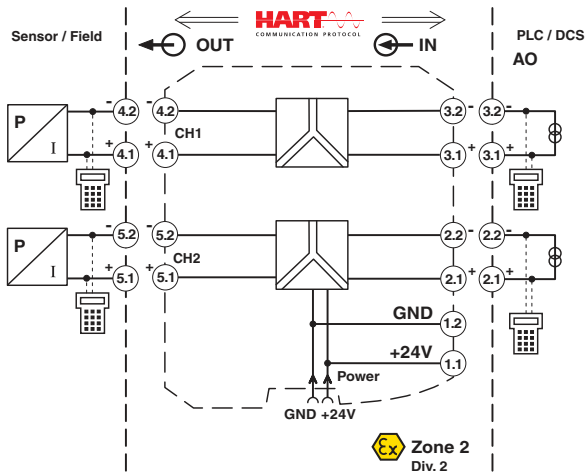 Sensor / Field
HART
COMMUNICATION PROTOCOL
PLC / DCS
OUT
IN
AO
- 4.2 - 4.2
3.2 - 3.2 -
P
I
CH1
+ 4.1 + 4.1
3.1 + 3.1 +
- 5.2 - 5.2
2.2 - 2.2 -
P
I
CH2
+ 5.1 + 5.1
2.1 + 2.1 +
GND
1.2
+24V
1.1
Power
GND +24V
Ex
Zone 2
Div. 2